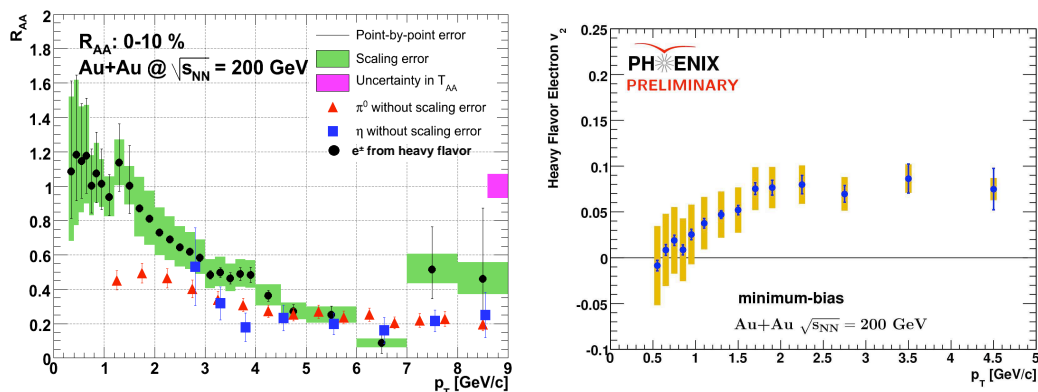 R_AA
2
1.8
1.6
1.4
1.2
1
0.8
0.6
0.4
0.2
0
R_AA: 0-10 %
Au+Au @ √s_NN = 200 GeV
Point-by-point error
Scaling error
Uncertainty in T_AA
π⁰ without scaling error
η without scaling error
e± from heavy flavor
0 1 2 3 4 5 6 7 8 9
p_T [GeV/c]
Heavy Flavor Electron v_2
0.25
0.2
0.15
0.1
0.05
0
-0.05
-0.1
PHENIX
PRELIMINARY
minimum-bias
Au+Au √s_NN = 200 GeV
0 0.5 1 1.5 2 2.5 3 3.5 4 4.5 5
p_T [GeV/c]